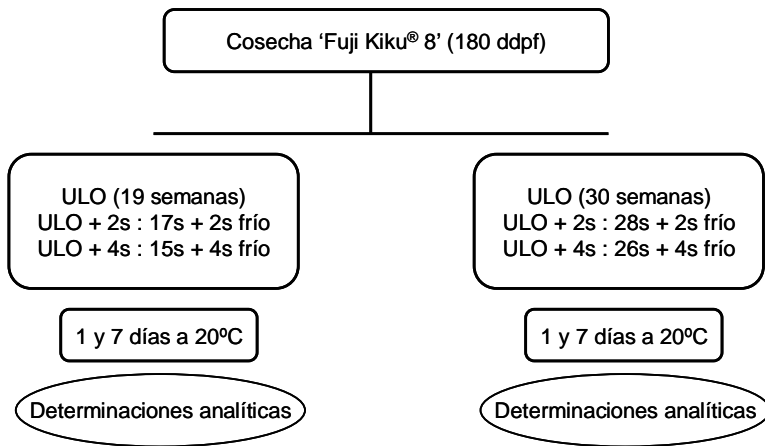 Cosecha ‘Fuji Kiku® 8’ (180 ddpf)
ULO (19 semanas)
ULO + 2s : 17s + 2s frío
ULO + 4s : 15s + 4s frío
1 y 7 días a 20ºC
Determinaciones analíticas
ULO (30 semanas)
ULO + 2s : 28s + 2s frío
ULO + 4s : 26s + 4s frío
1 y 7 días a 20ºC
Determinaciones analíticas